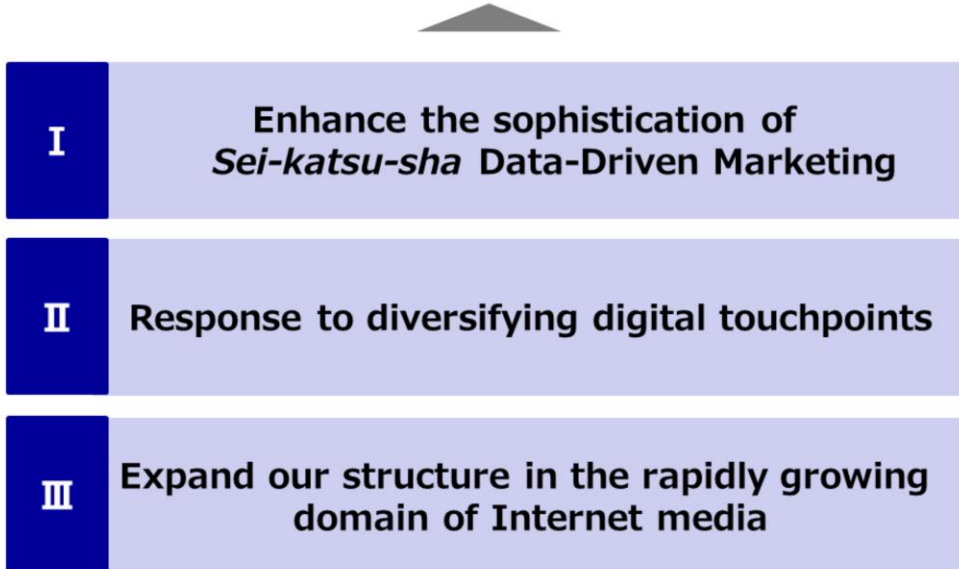 Ⅰ
Enhance the sophistication of
Sei-katsu-sha Data-Driven Marketing
Ⅱ
Response to diversifying digital touchpoints
Ⅲ
Expand our structure in the rapidly growing
domain of Internet media